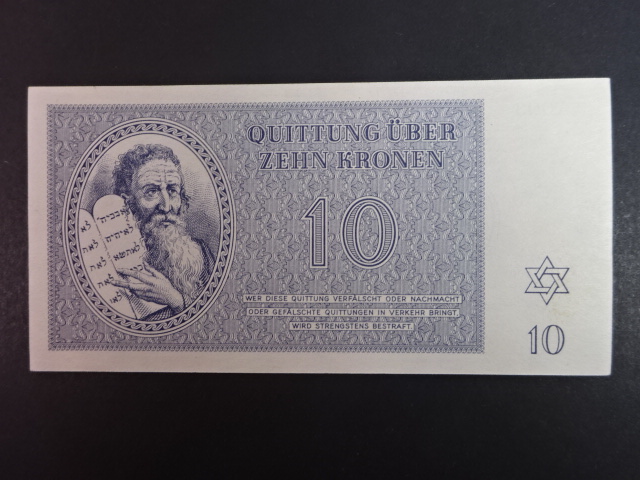 QUITTUNG ÜBER
ZEHN KRONEN
10
WER DIESE QUITTUNG VERFÄLSCHT ODER NACHMACHT
ODER GEFÄLSCHTE QUITTUNGEN IN VERKEHR BRINGT,
WIRD STRENGSTENS BESTRAFT.
10